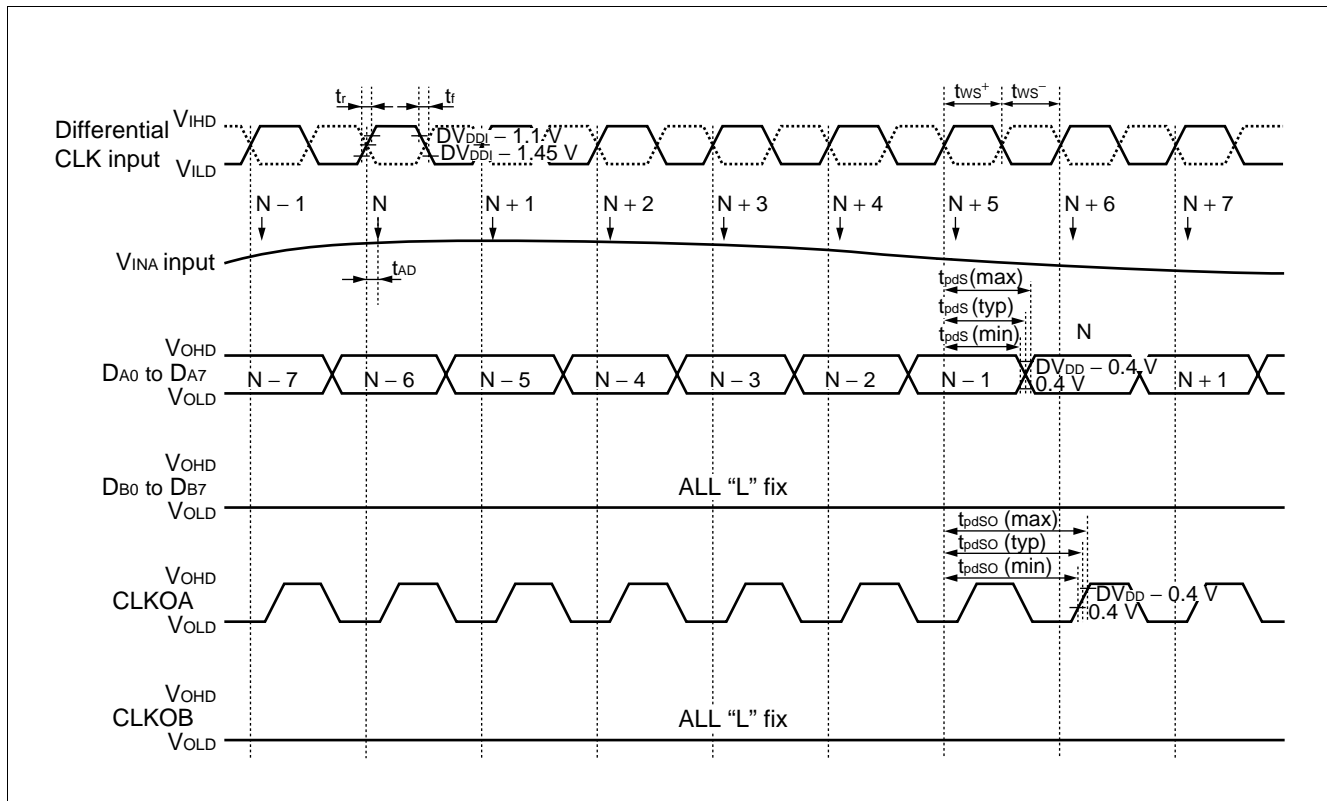 tr tf tWS+ tWS−
Differential CLK input
VIHD
VILD
DVDDI − 1.1 V
DVDDI − 1.45 V
N − 1 N N + 1 N + 2 N + 3 N + 4 N + 5 N + 6 N + 7
VINA input
tAD
tpdS (max)
tpdS (typ)
tpdS (min)
VOHD
DA0 to DA7
VOLD
N − 7 N − 6 N − 5 N − 4 N − 3 N − 2 N − 1 N N + 1
DVDD − 0.4 V
0.4 V
VOHD
DB0 to DB7
VOLD
ALL “L” fix
tpdSO (max)
tpdSO (typ)
tpdSO (min)
VOHD
CLKOA
VOLD
DVDD − 0.4 V
0.4 V
VOHD
CLKOB
VOLD
ALL “L” fix